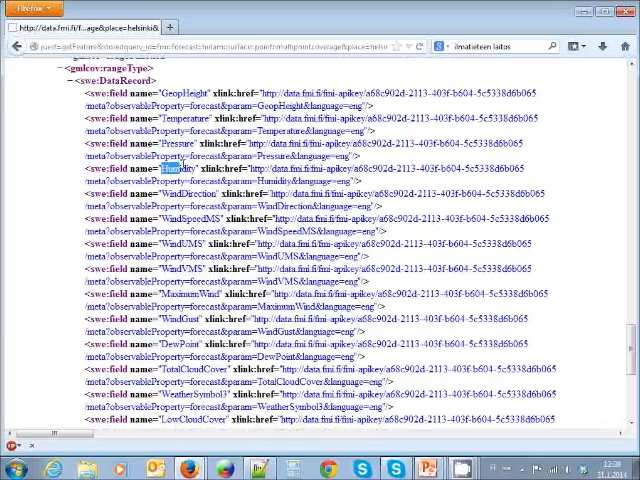 Firefox
http://data.fmi.fi/f...age&place=helsinki&
juest=getFeature&storedquery_id=fmi::forecast::hirlam::surface::point::multipointcoverage&place=helsin
ilmatieteen laitos
<gmlcov:rangeType>
<swe:DataRecord>
<swe:field name="GeopHeight" xlink:href="http://data.fmi.fi/fmi-apikey/a68c902d-2113-403f-b604-5c5338d6b065
/meta?observableProperty=forecast&param=GeopHeight&language=eng"/>
<swe:field name="Temperature" xlink:href="http://data.fmi.fi/fmi-apikey/a68c902d-2113-403f-b604-5c5338d6b065
/meta?observableProperty=forecast&param=Temperature&language=eng"/>
<swe:field name="Pressure" xlink:href="http://data.fmi.fi/fmi-apikey/a68c902d-2113-403f-b604-5c5338d6b065
/meta?observableProperty=forecast&param=Pressure&language=eng"/>
<swe:field name="Humidity" xlink:href="http://data.fmi.fi/fmi-apikey/a68c902d-2113-403f-b604-5c5338d6b065
/meta?observableProperty=forecast&param=Humidity&language=eng"/>
<swe:field name="WindDirection" xlink:href="http://data.fmi.fi/fmi-apikey/a68c902d-2113-403f-b604-5c5338d6b065
/meta?observableProperty=forecast&param=WindDirection&language=eng"/>
<swe:field name="WindSpeedMS" xlink:href="http://data.fmi.fi/fmi-apikey/a68c902d-2113-403f-b604-5c5338d6b065
/meta?observableProperty=forecast&param=WindSpeedMS&language=eng"/>
<swe:field name="WindUMS" xlink:href="http://data.fmi.fi/fmi-apikey/a68c902d-2113-403f-b604-5c5338d6b065
/meta?observableProperty=forecast&param=WindUMS&language=eng"/>
<swe:field name="WindVMS" xlink:href="http://data.fmi.fi/fmi-apikey/a68c902d-2113-403f-b604-5c5338d6b065
/meta?observableProperty=forecast&param=WindVMS&language=eng"/>
<swe:field name="MaximumWind" xlink:href="http://data.fmi.fi/fmi-apikey/a68c902d-2113-403f-b604-5c5338d6b065
/meta?observableProperty=forecast&param=MaximumWind&language=eng"/>
<swe:field name="WindGust" xlink:href="http://data.fmi.fi/fmi-apikey/a68c902d-2113-403f-b604-5c5338d6b065
/meta?observableProperty=forecast&param=WindGust&language=eng"/>
<swe:field name="DewPoint" xlink:href="http://data.fmi.fi/fmi-apikey/a68c902d-2113-403f-b604-5c5338d6b065
/meta?observableProperty=forecast&param=DewPoint&language=eng"/>
<swe:field name="TotalCloudCover" xlink:href="http://data.fmi.fi/fmi-apikey/a68c902d-2113-403f-b604-5c5338d6b065
/meta?observableProperty=forecast&param=TotalCloudCover&language=eng"/>
<swe:field name="WeatherSymbol3" xlink:href="http://data.fmi.fi/fmi-apikey/a68c902d-2113-403f-b604-5c5338d6b065
/meta?observableProperty=forecast&param=WeatherSymbol3&language=eng"/>
<swe:field name="LowCloudCover" xlink:href="http://data.fmi.fi/fmi-apikey/a68c902d-2113-403f-b604-5c5338d6b065
12:39
31.1.2014